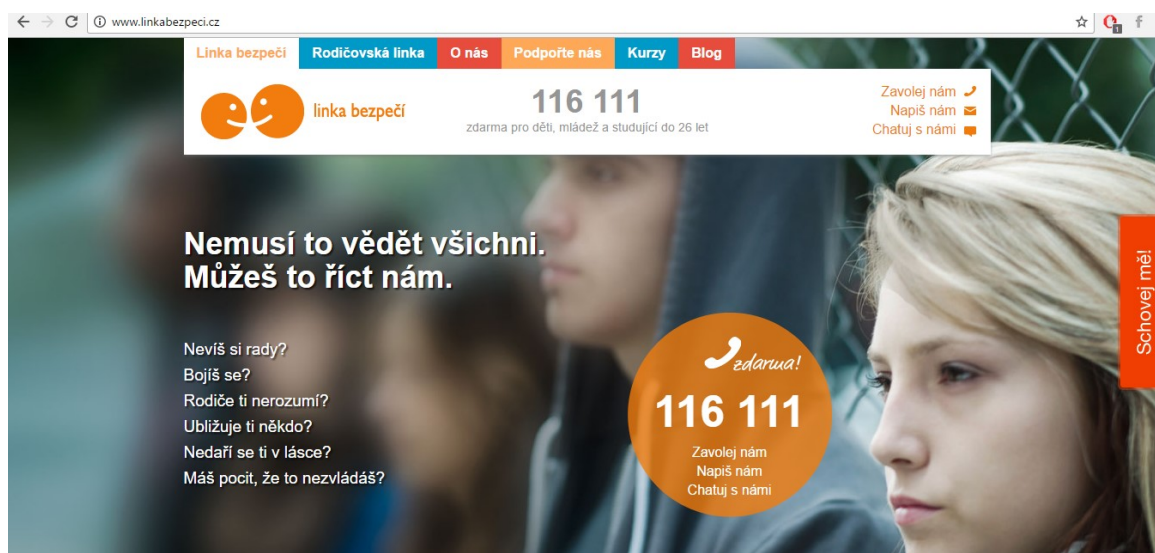 www.linkabezpeci.cz
Linka bezpečí Rodičovská linka O nás Podpořte nás Kurzy Blog
linka bezpečí
116 111
zdarma pro děti, mládež a studující do 26 let
Zavolej nám
Napiš nám
Chatuj s námi
Nemusí to vědět všichni.
Můžeš to říct nám.
Nevíš si rady?
Bojíš se?
Rodiče ti nerozumí?
Ubližuje ti někdo?
Nedaří se ti v lásce?
Máš pocit, že to nezvládáš?
zdarma!
116 111
Zavolej nám
Napiš nám
Chatuj s námi
Schovej mě!